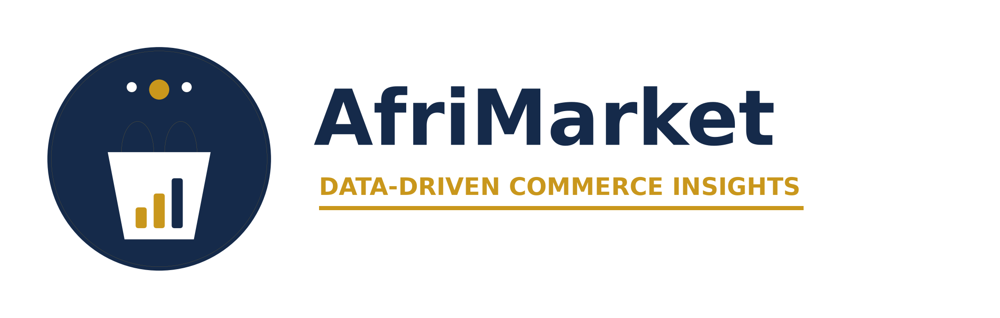 AfriMarket
DATA-DRIVEN COMMERCE INSIGHTS